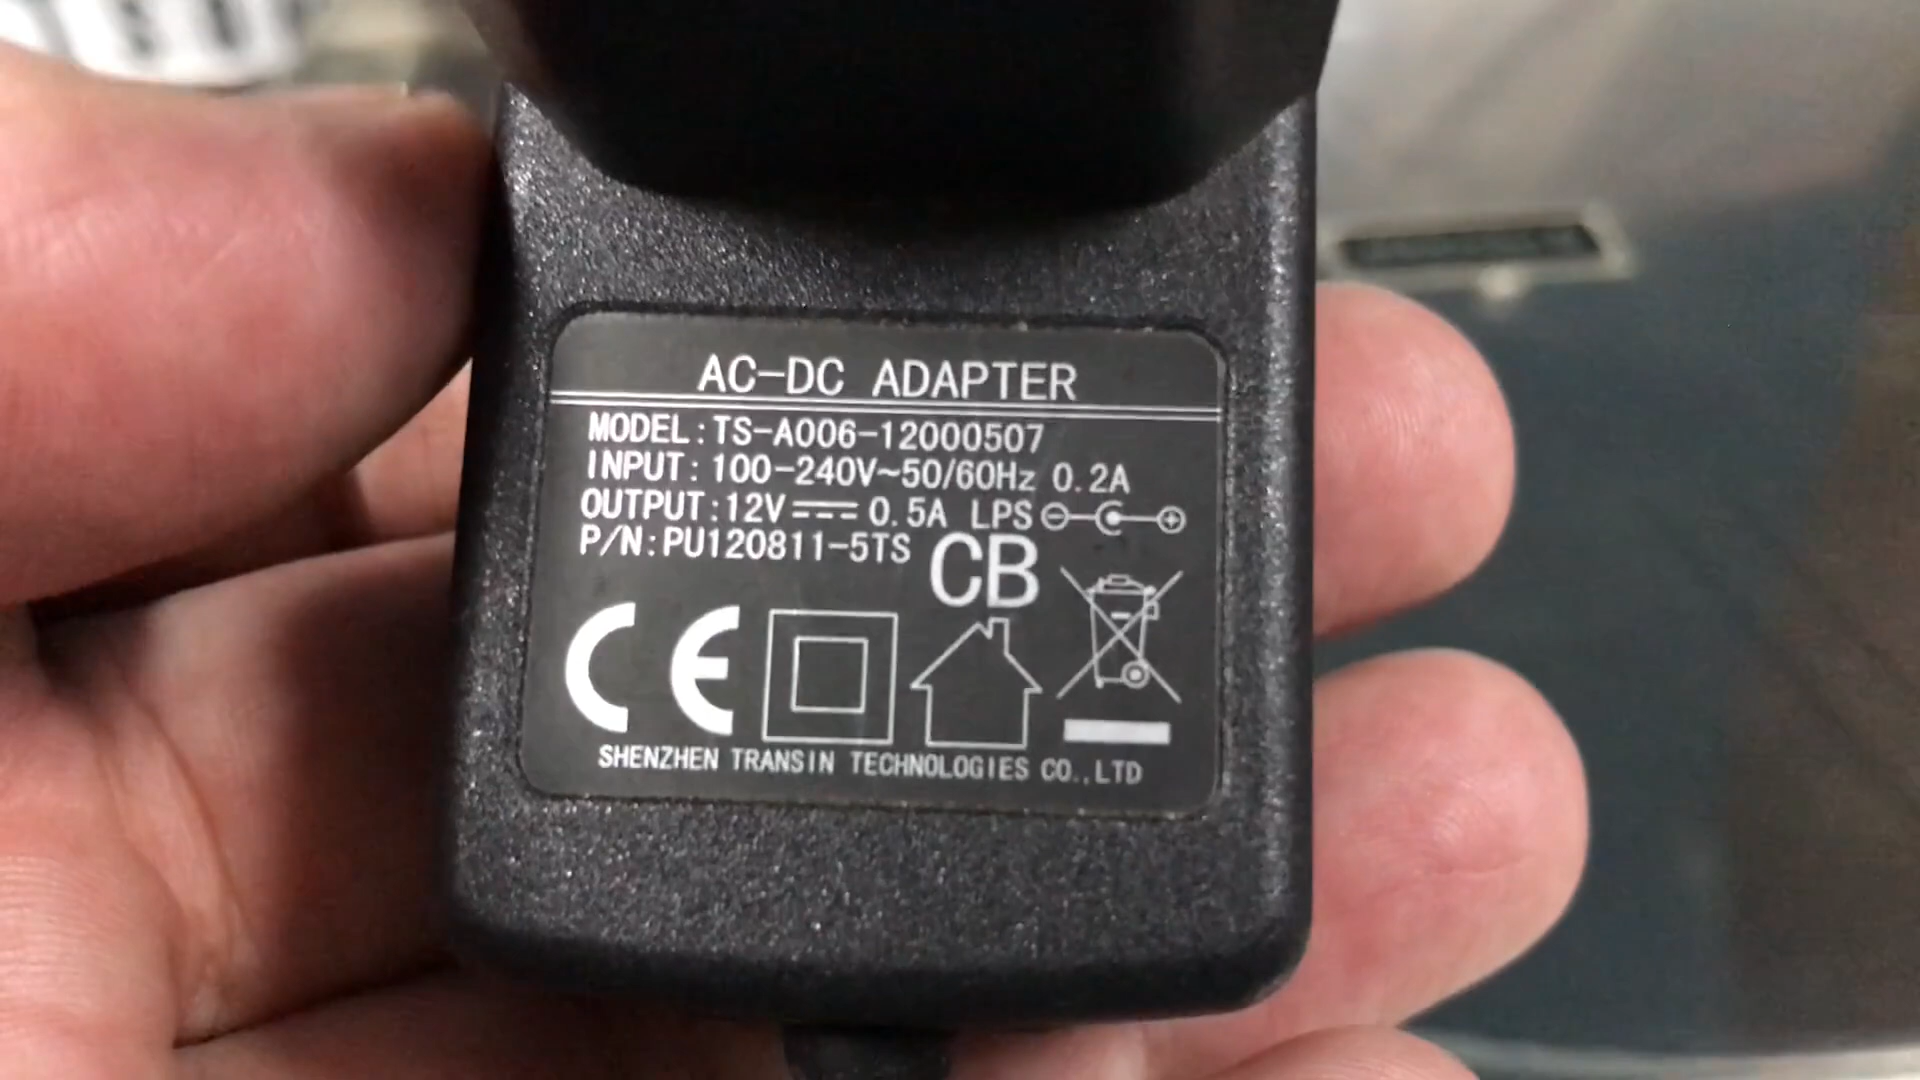 AC-DC ADAPTER
MODEL:TS-A006-12000507
INPUT: 100-240V~50/60Hz 0.2A
OUTPUT:12V⎓ 0.5A LPS
P/N:PU120811-5TS
CB
CE
SHENZHEN TRANSIN TECHNOLOGIES CO.,LTD